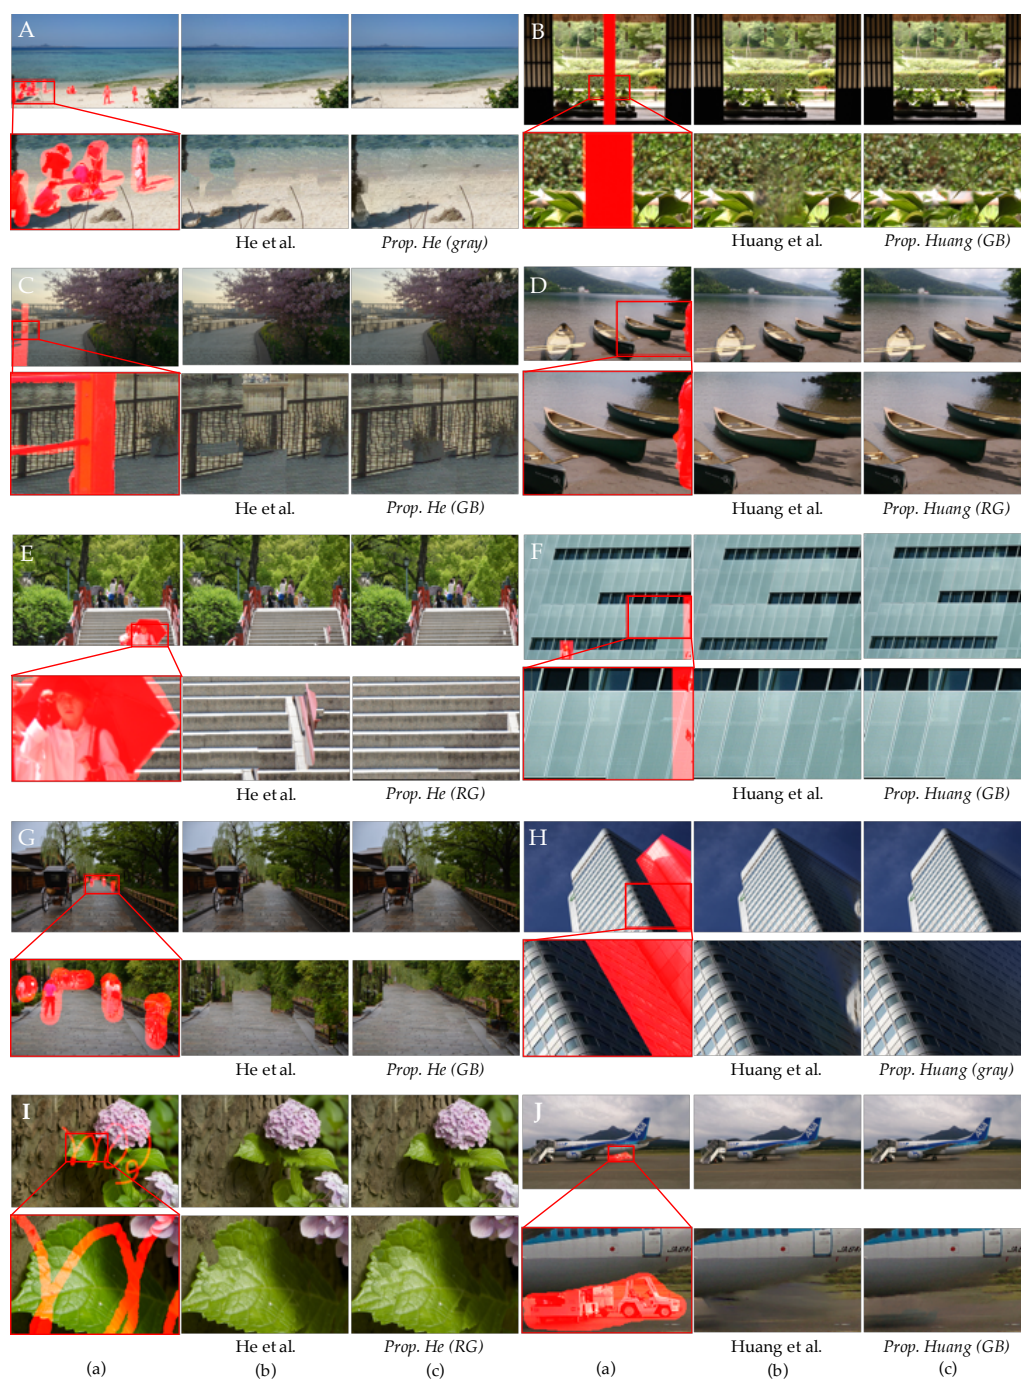 A
B
He et al.
Prop. He (gray)
Huang et al.
Prop. Huang (GB)
C
D
He et al.
Prop. He (GB)
Huang et al.
Prop. Huang (RG)
E
F
He et al.
Prop. He (RG)
Huang et al.
Prop. Huang (GB)
G
H
He et al.
Prop. He (GB)
Huang et al.
Prop. Huang (gray)
I
J
He et al.
Prop. He (RG)
Huang et al.
Prop. Huang (GB)
(a)
(b)
(c)
(a)
(b)
(c)